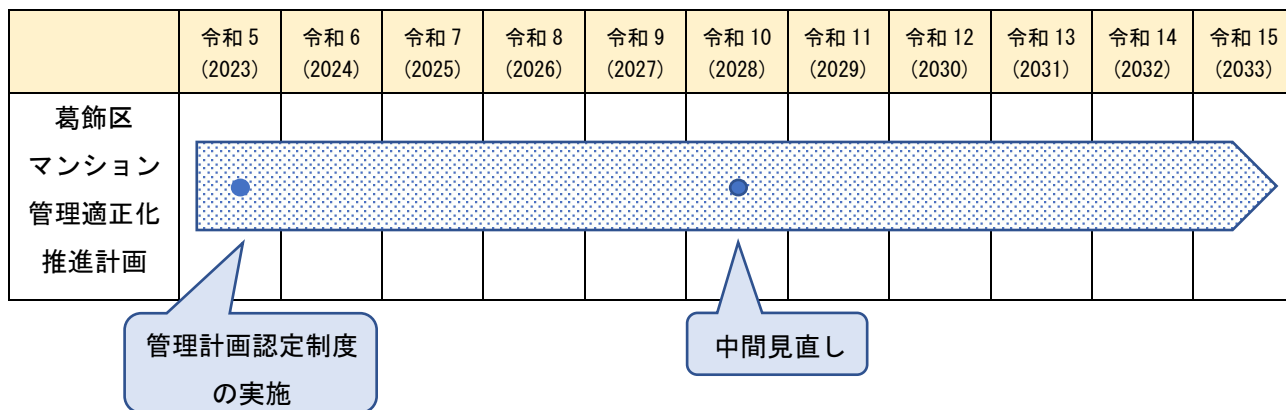 令和 5 令和 6 令和 7 令和 8 令和 9 令和 10 令和 11 令和 12 令和 13 令和 14 令和 15
(2023) (2024) (2025) (2026) (2027) (2028) (2029) (2030) (2031) (2032) (2033)
葛飾区
マンション
管理適正化
推進計画
管理計画認定制度
の実施
中間見直し